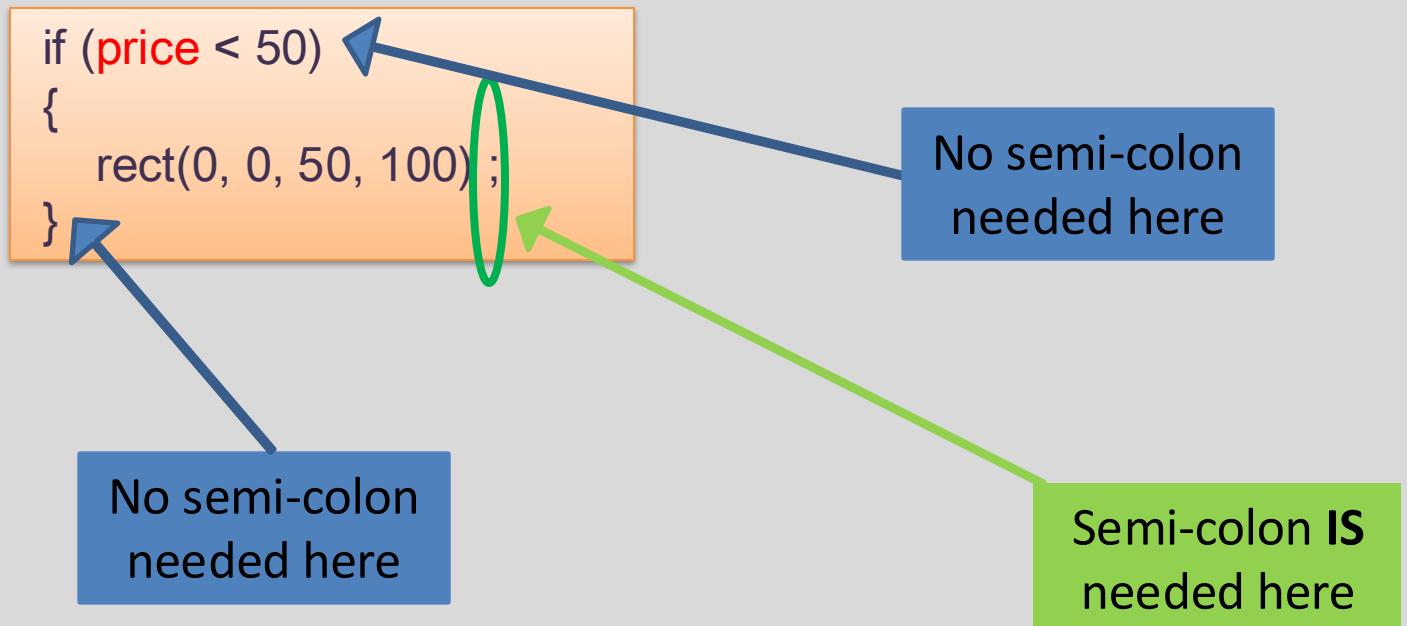 if (price < 50)
{
rect(0, 0, 50, 100) ;
}
No semi-colon
needed here
No semi-colon
needed here
Semi-colon IS
needed here